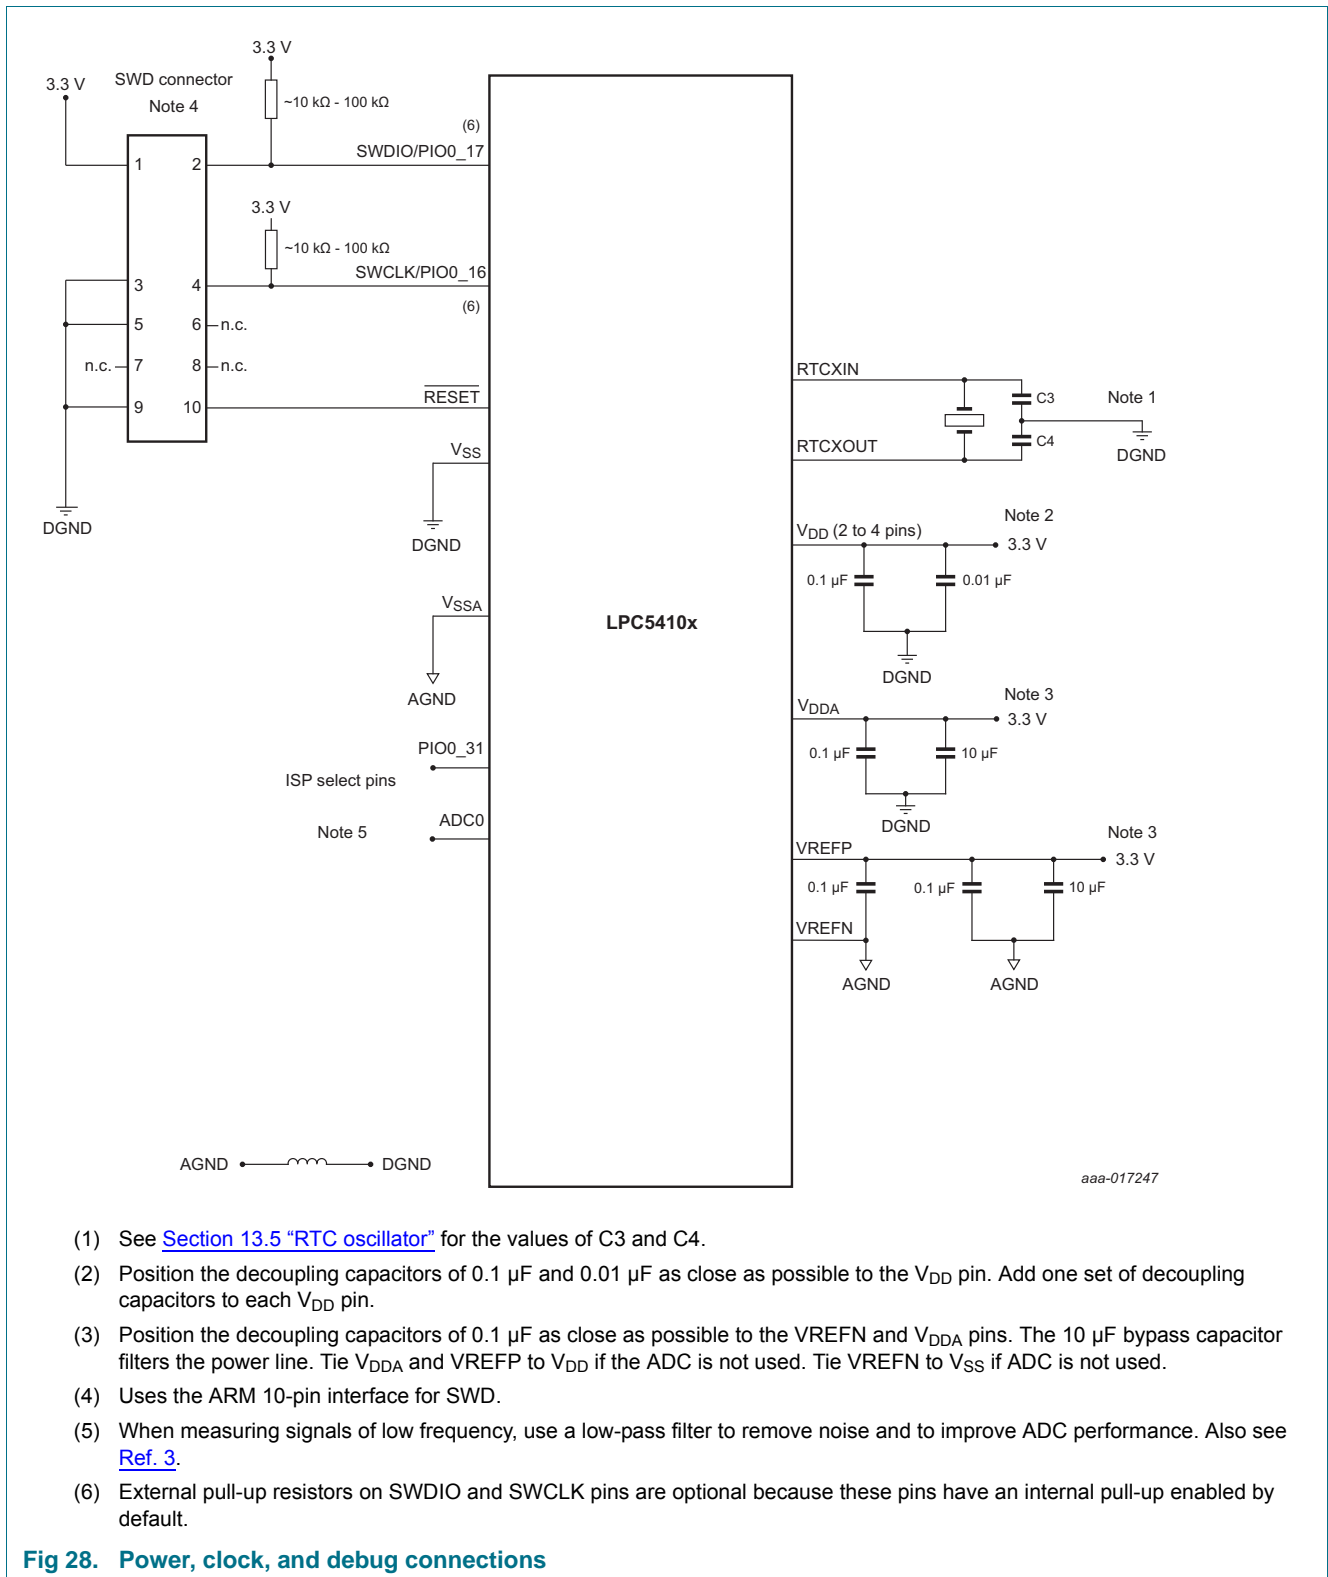 3.3 V
3.3 V
SWD connector
Note 4
~10 kΩ - 100 kΩ
(6)
SWDIO/PIO0_17
1
2
3.3 V
~10 kΩ - 100 kΩ
SWCLK/PIO0_16
3
4
(6)
5
6
n.c.
n.c.
7
8
n.c.
RESET
9
10
DGND
VSS
DGND
VSSA
AGND
PIO0_31
ISP select pins
ADC0
Note 5
LPC5410x
RTCXIN
C3
Note 1
C4
RTCXOUT
DGND
Note 2
VDD (2 to 4 pins)
3.3 V
0.1 µF
0.01 µF
DGND
Note 3
VDDA
3.3 V
0.1 µF
10 µF
DGND
Note 3
VREFP
3.3 V
0.1 µF
0.1 µF
10 µF
VREFN
AGND
AGND
AGND
DGND
aaa-017247
(1) See Section 13.5 “RTC oscillator” for the values of C3 and C4.
(2) Position the decoupling capacitors of 0.1 µF and 0.01 µF as close as possible to the VDD pin. Add one set of decoupling
capacitors to each VDD pin.
(3) Position the decoupling capacitors of 0.1 µF as close as possible to the VREFN and VDDA pins. The 10 µF bypass capacitor
filters the power line. Tie VDDA and VREFP to VDD if the ADC is not used. Tie VREFN to VSS if ADC is not used.
(4) Uses the ARM 10-pin interface for SWD.
(5) When measuring signals of low frequency, use a low-pass filter to remove noise and to improve ADC performance. Also see
Ref. 3.
(6) External pull-up resistors on SWDIO and SWCLK pins are optional because these pins have an internal pull-up enabled by
default.
Fig 28. Power, clock, and debug connections